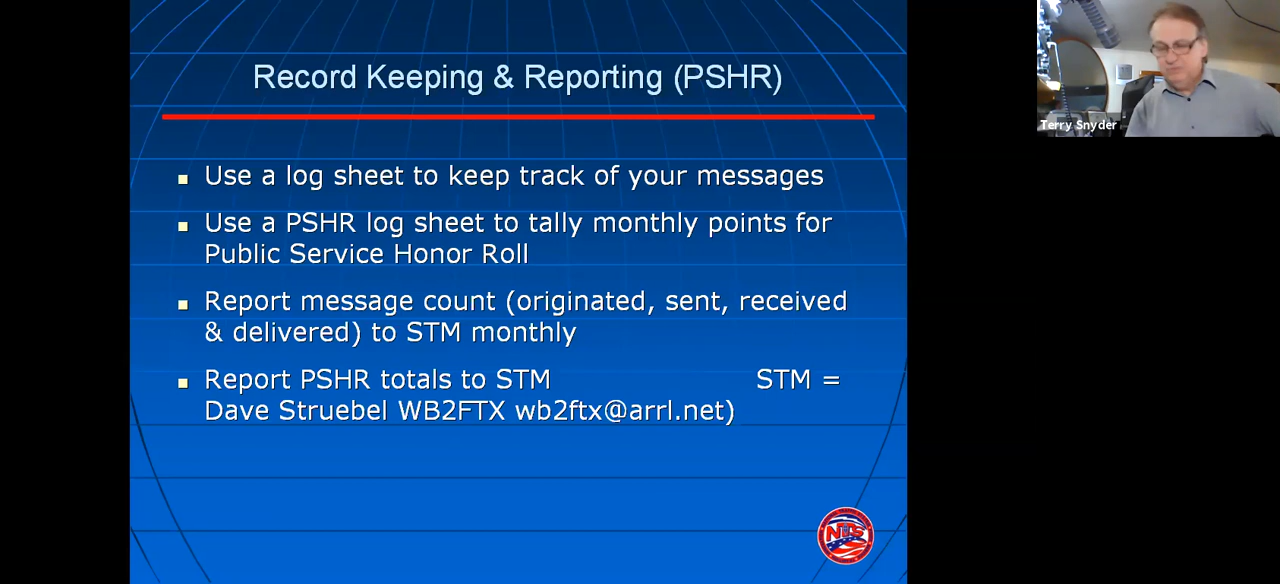 Record Keeping & Reporting (PSHR)
Use a log sheet to keep track of your messages
Use a PSHR log sheet to tally monthly points for
Public Service Honor Roll
Report message count (originated, sent, received
& delivered) to STM monthly
Report PSHR totals to STM STM =
Dave Struebel WB2FTX wb2ftx@arrl.net)
NTS
Terry Snyder